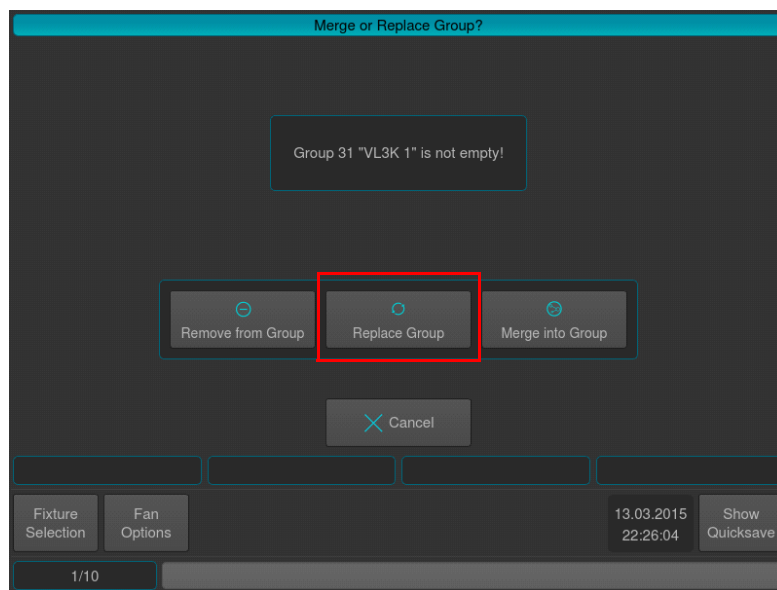 Merge or Replace Group?
Group 31 "VL3K 1" is not empty!
Remove from Group
Replace Group
Merge into Group
Cancel
Fixture
Selection
Fan
Options
13.03.2015
22:26:04
Show
Quicksave
1/10